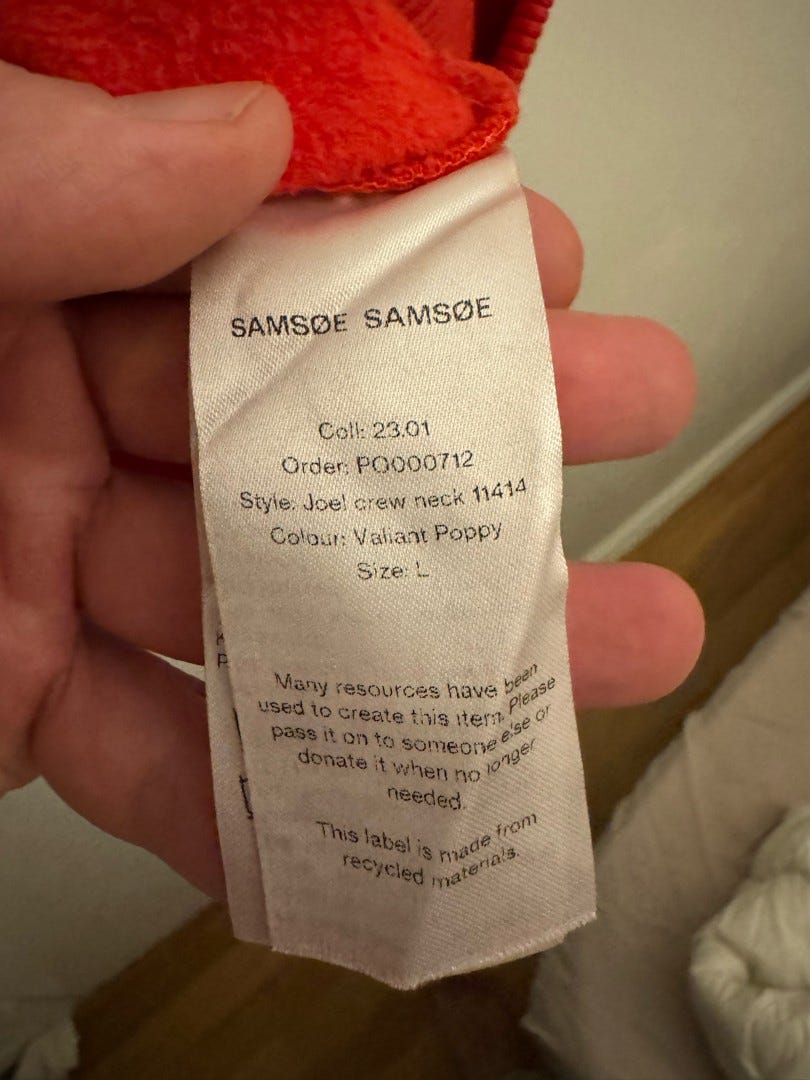 SAMSØE SAMSØE
Coll: 23.01
Order: PO000712
Style: Joel crew neck 11414
Colour: Valiant Poppy
Size: L
Many resources have been
used to create this item. Please
pass it on to someone else or
donate it when no longer
needed.
This label is made from
recycled materials.